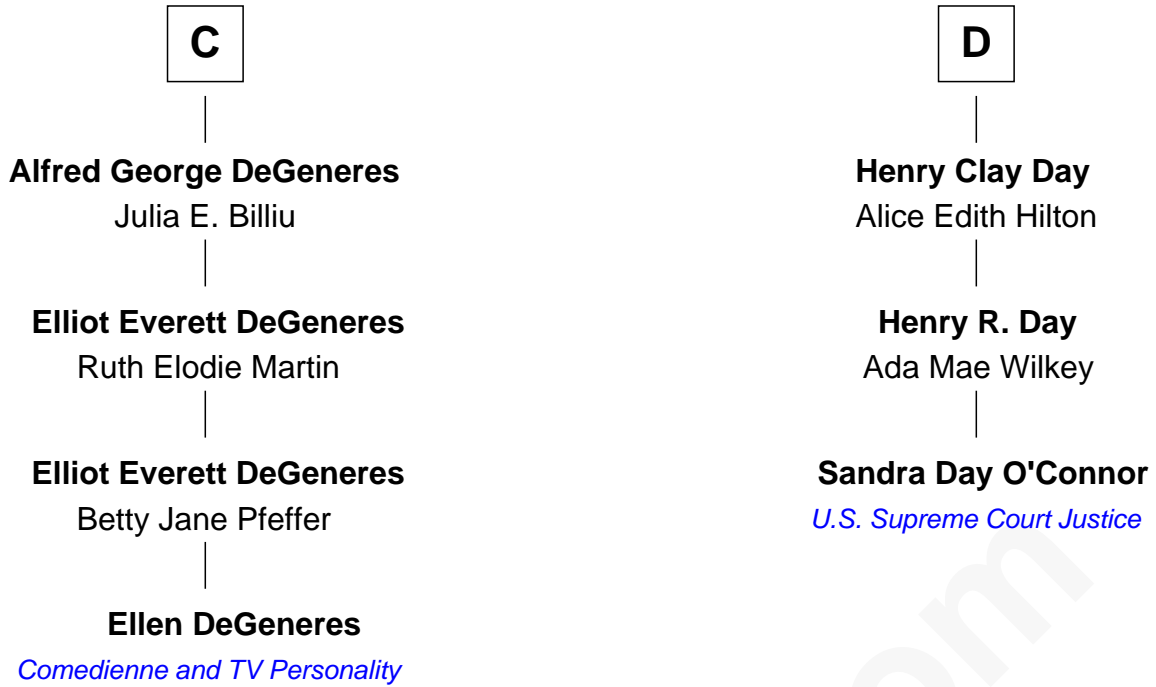 C
Alfred George DeGeneres
Julia E. Billiu
Elliot Everett DeGeneres
Ruth Elodie Martin
Elliot Everett DeGeneres
Betty Jane Pfeffer
Ellen DeGeneres
Comedienne and TV Personality
D
Henry Clay Day
Alice Edith Hilton
Henry R. Day
Ada Mae Wilkey
Sandra Day O'Connor
U.S. Supreme Court Justice
om